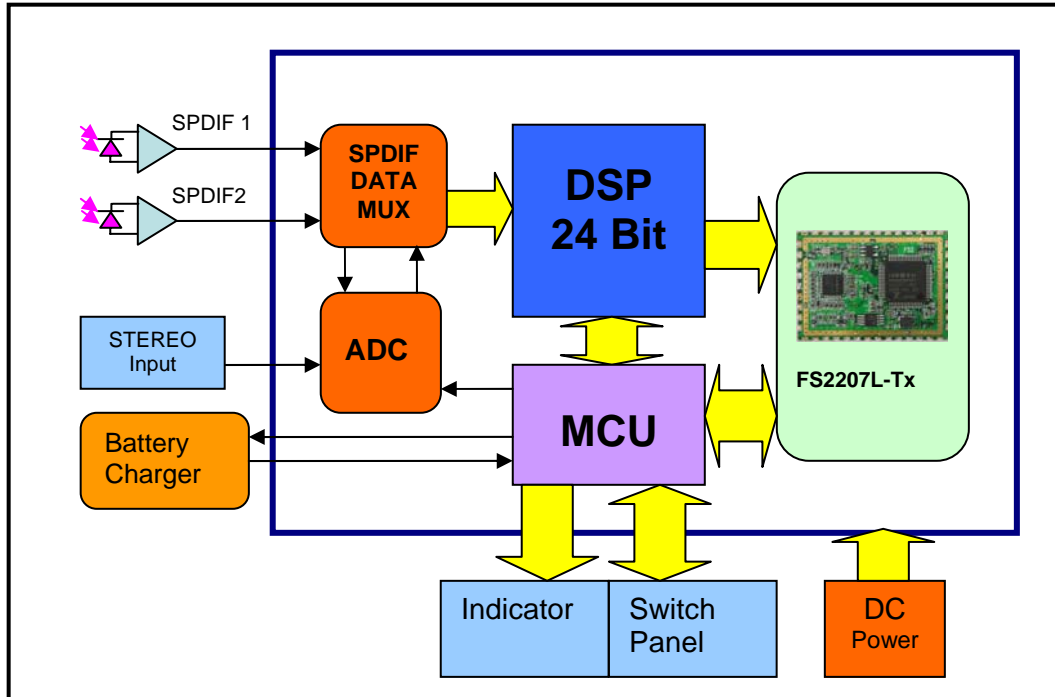 SPDIF 1
SPDIF2
SPDIF
DATA
MUX
DSP
24 Bit
STEREO
Input
ADC
FS2207L-Tx
MCU
Battery
Charger
Indicator
Switch
Panel
DC
Power